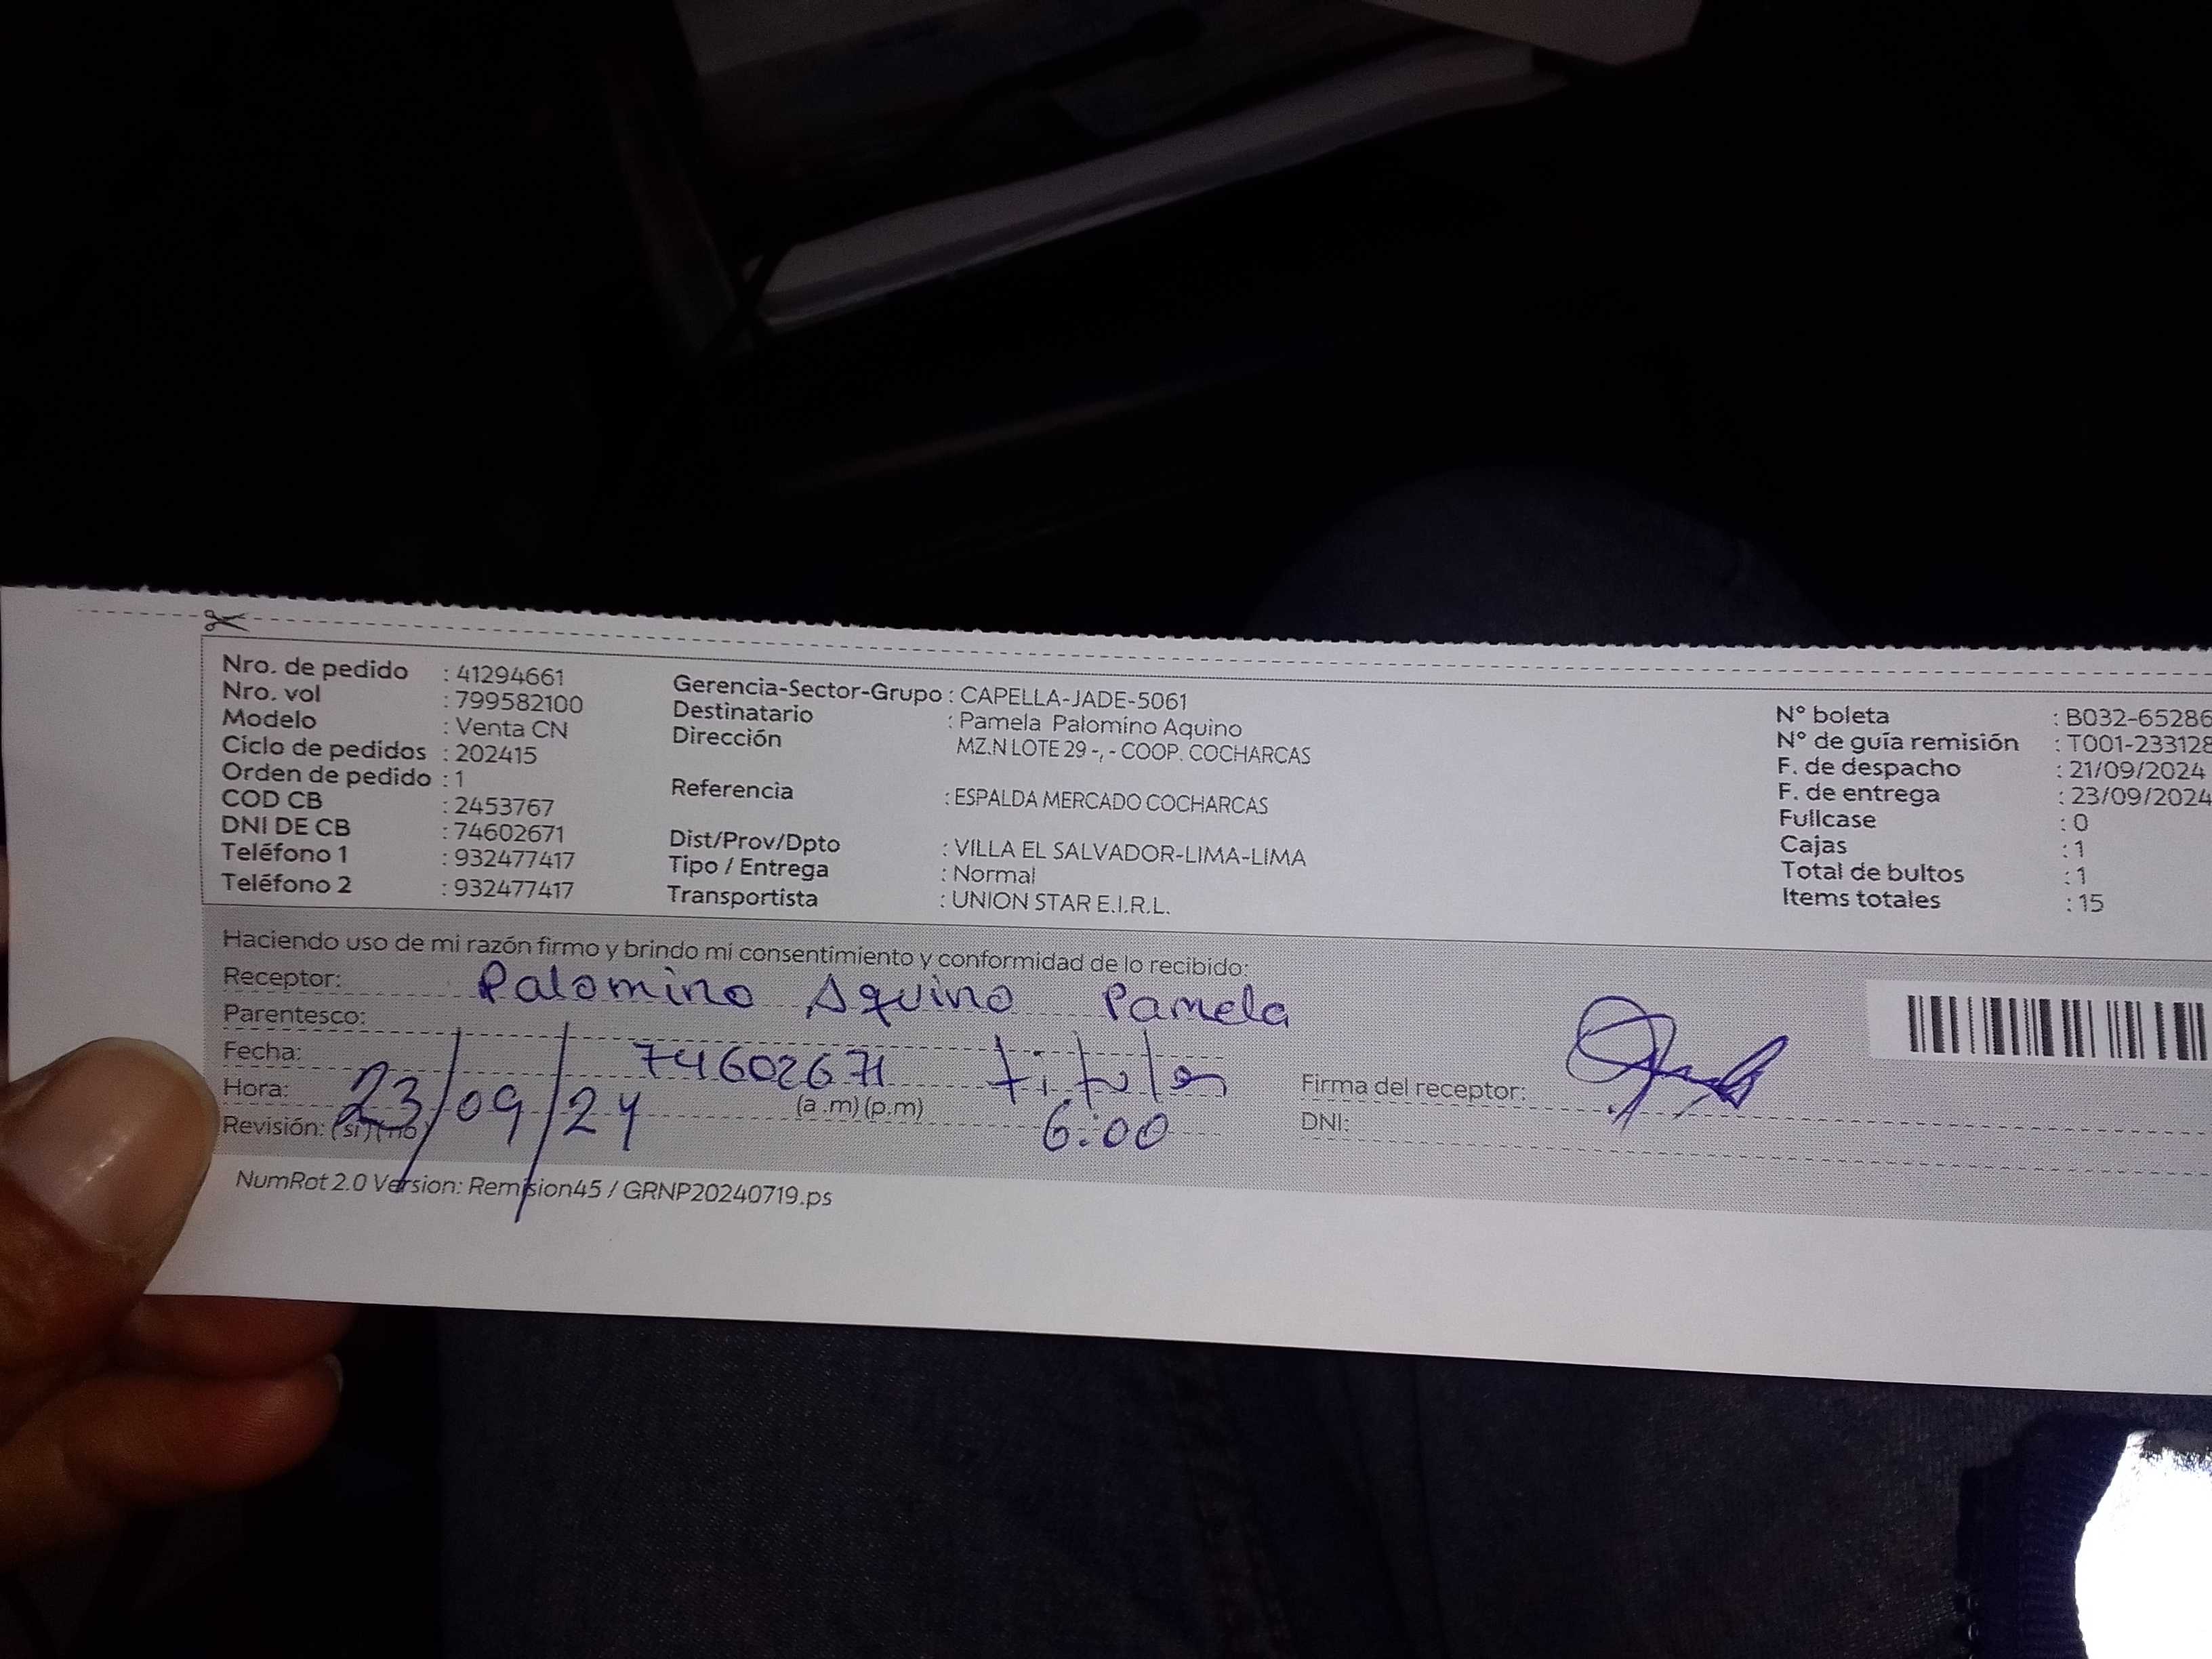 Nro. de pedido : 41294661
Nro. vol : 799582100
Modelo : Venta CN
Ciclo de pedidos : 202415
Orden de pedido : 1
COD CB : 2453767
DNI DE CB : 74602671
Teléfono 1 : 932477417
Teléfono 2 : 932477417
Gerencia-Sector-Grupo : CAPELLA-JADE-5061
Destinatario : Pamela Palomino Aquino
Dirección MZ.N LOTE 29 -, - COOP. COCHARCAS
Referencia : ESPALDA MERCADO COCHARCAS
Dist/Prov/Dpto : VILLA EL SALVADOR-LIMA-LIMA
Tipo / Entrega : Normal
Transportista : UNION STAR E.I.R.L.
N° boleta : B032-65286
N° de guía remisión : T001-233128
F. de despacho : 21/09/2024
F. de entrega : 23/09/2024
Fullcase : 0
Cajas : 1
Total de bultos : 1
Items totales : 15
Haciendo uso de mi razón firmo y brindo mi consentimiento y conformidad de lo recibido:
Receptor: Palomino Aquino Pamela
Parentesco:
Fecha: 74602671 titular
Hora: 23/09/24 (a .m) (p.m) 6:00
Revisión: ( si ) ( no )
Firma del receptor:
DNI:
NumRot 2.0 Version: Remision45 / GRNP20240719.ps